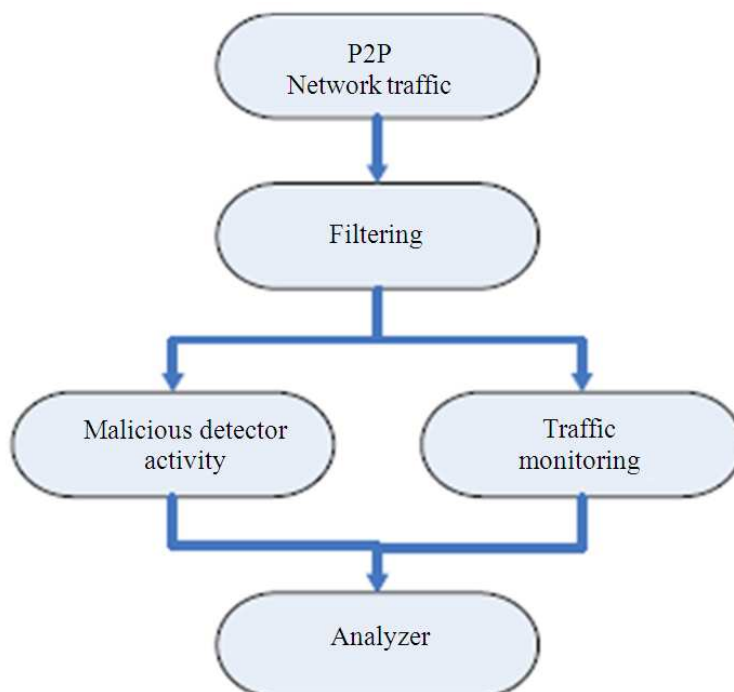 P2P
Network traffic
Filtering
Malicious detector
activity
Traffic
monitoring
Analyzer